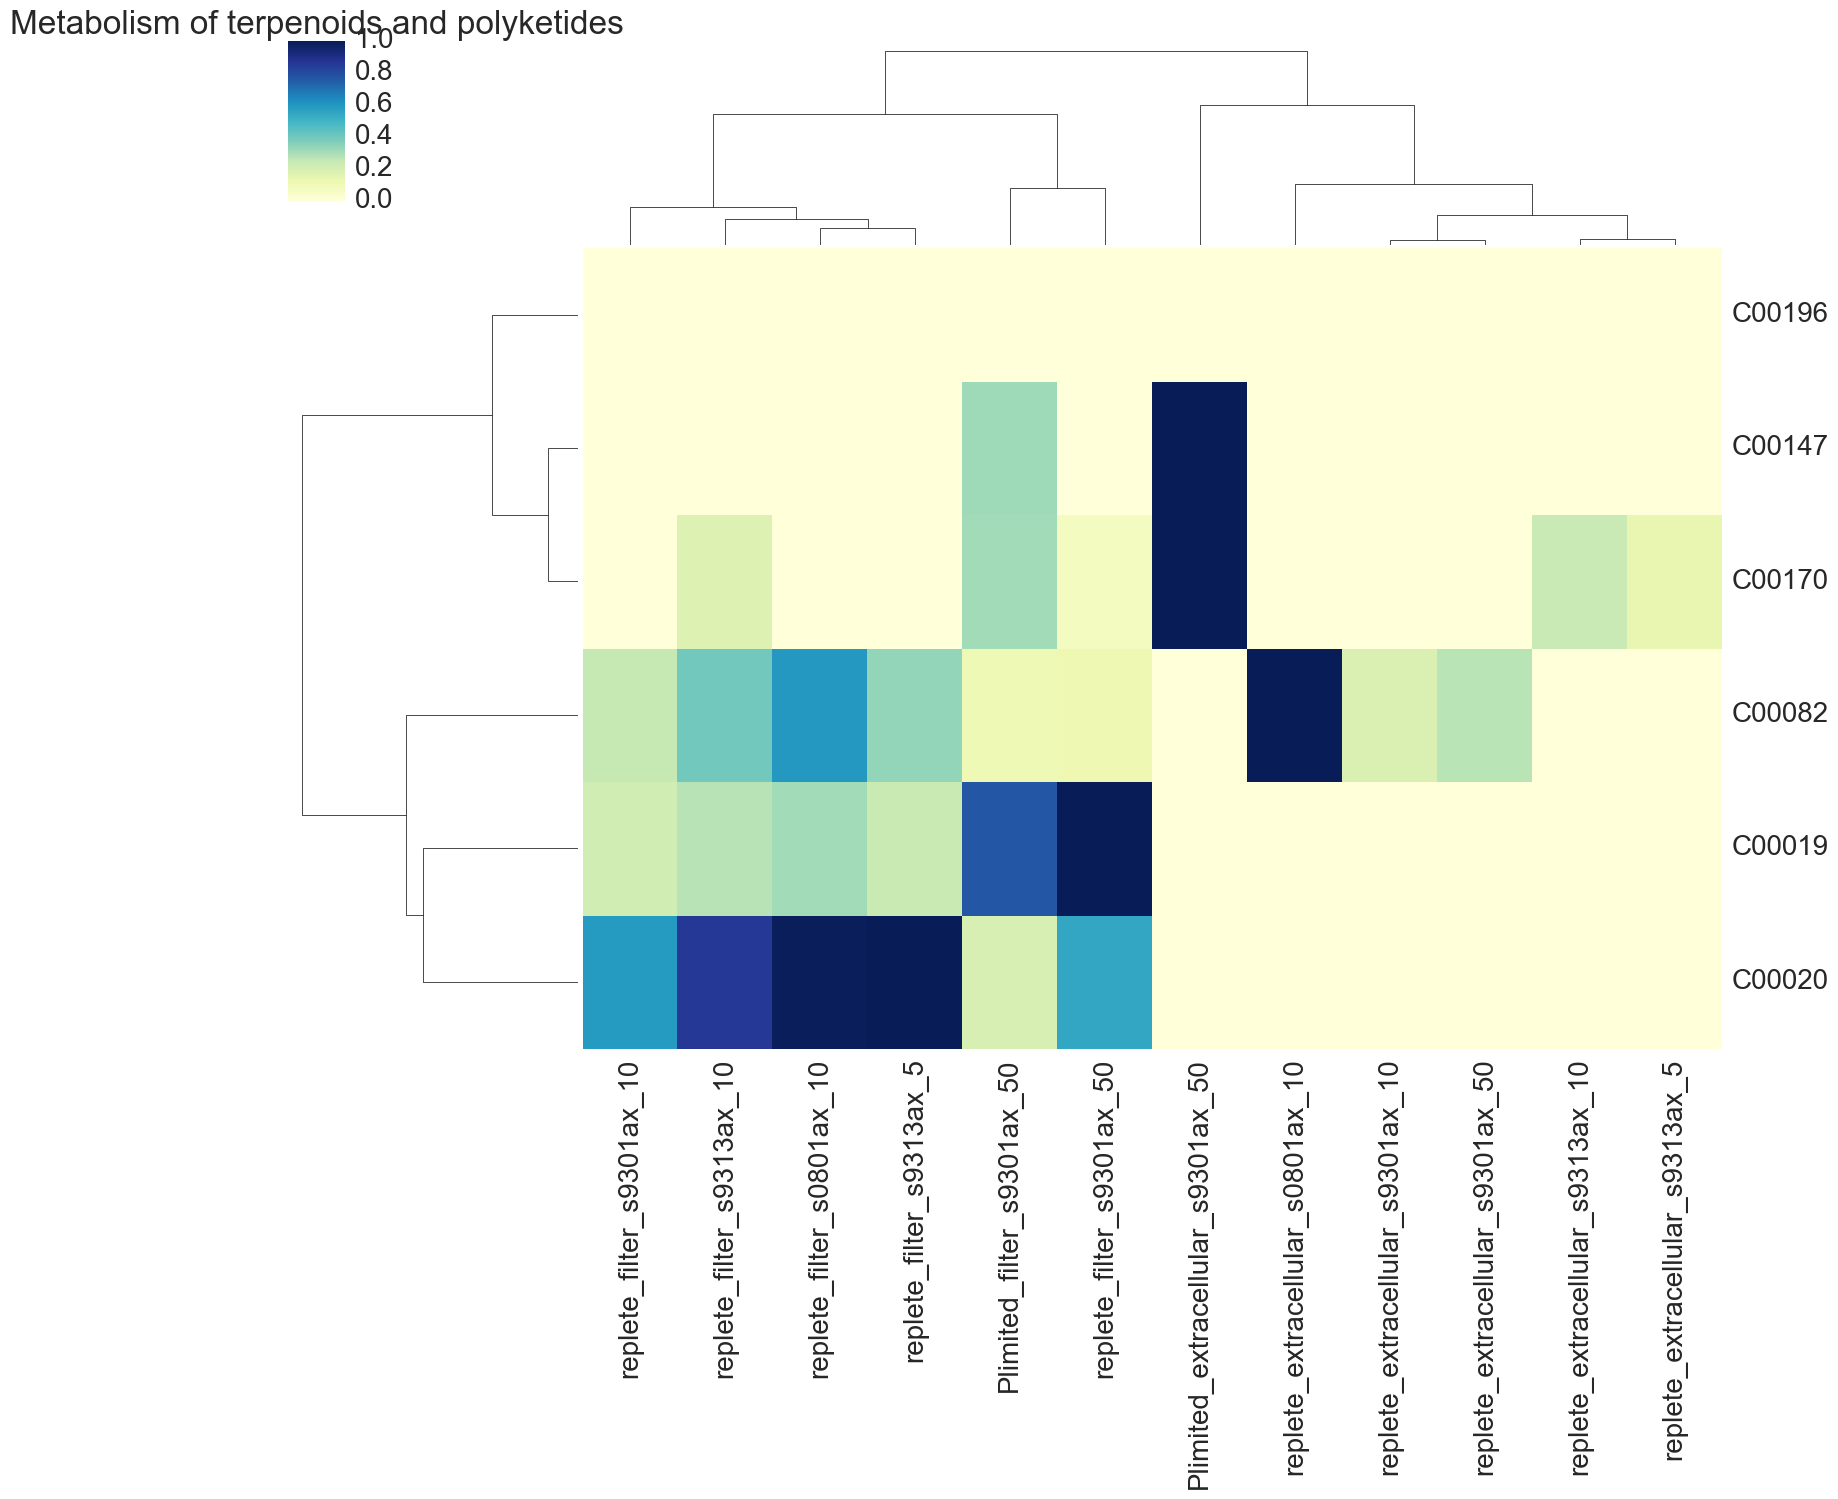 Metabolism of terpenoids and polyketides
1.0
0.8
0.6
0.4
0.2
0.0
C00196
C00147
C00170
C00082
C00019
C00020
replete_filter_s9301ax_10
replete_filter_s9313ax_10
replete_filter_s0801ax_10
replete_filter_s9313ax_5
Plimited_filter_s9301ax_50
replete_filter_s9301ax_50
Plimited_extracellular_s9301ax_50
replete_extracellular_s0801ax_10
replete_extracellular_s9301ax_10
replete_extracellular_s9301ax_50
replete_extracellular_s9313ax_10
replete_extracellular_s9313ax_5